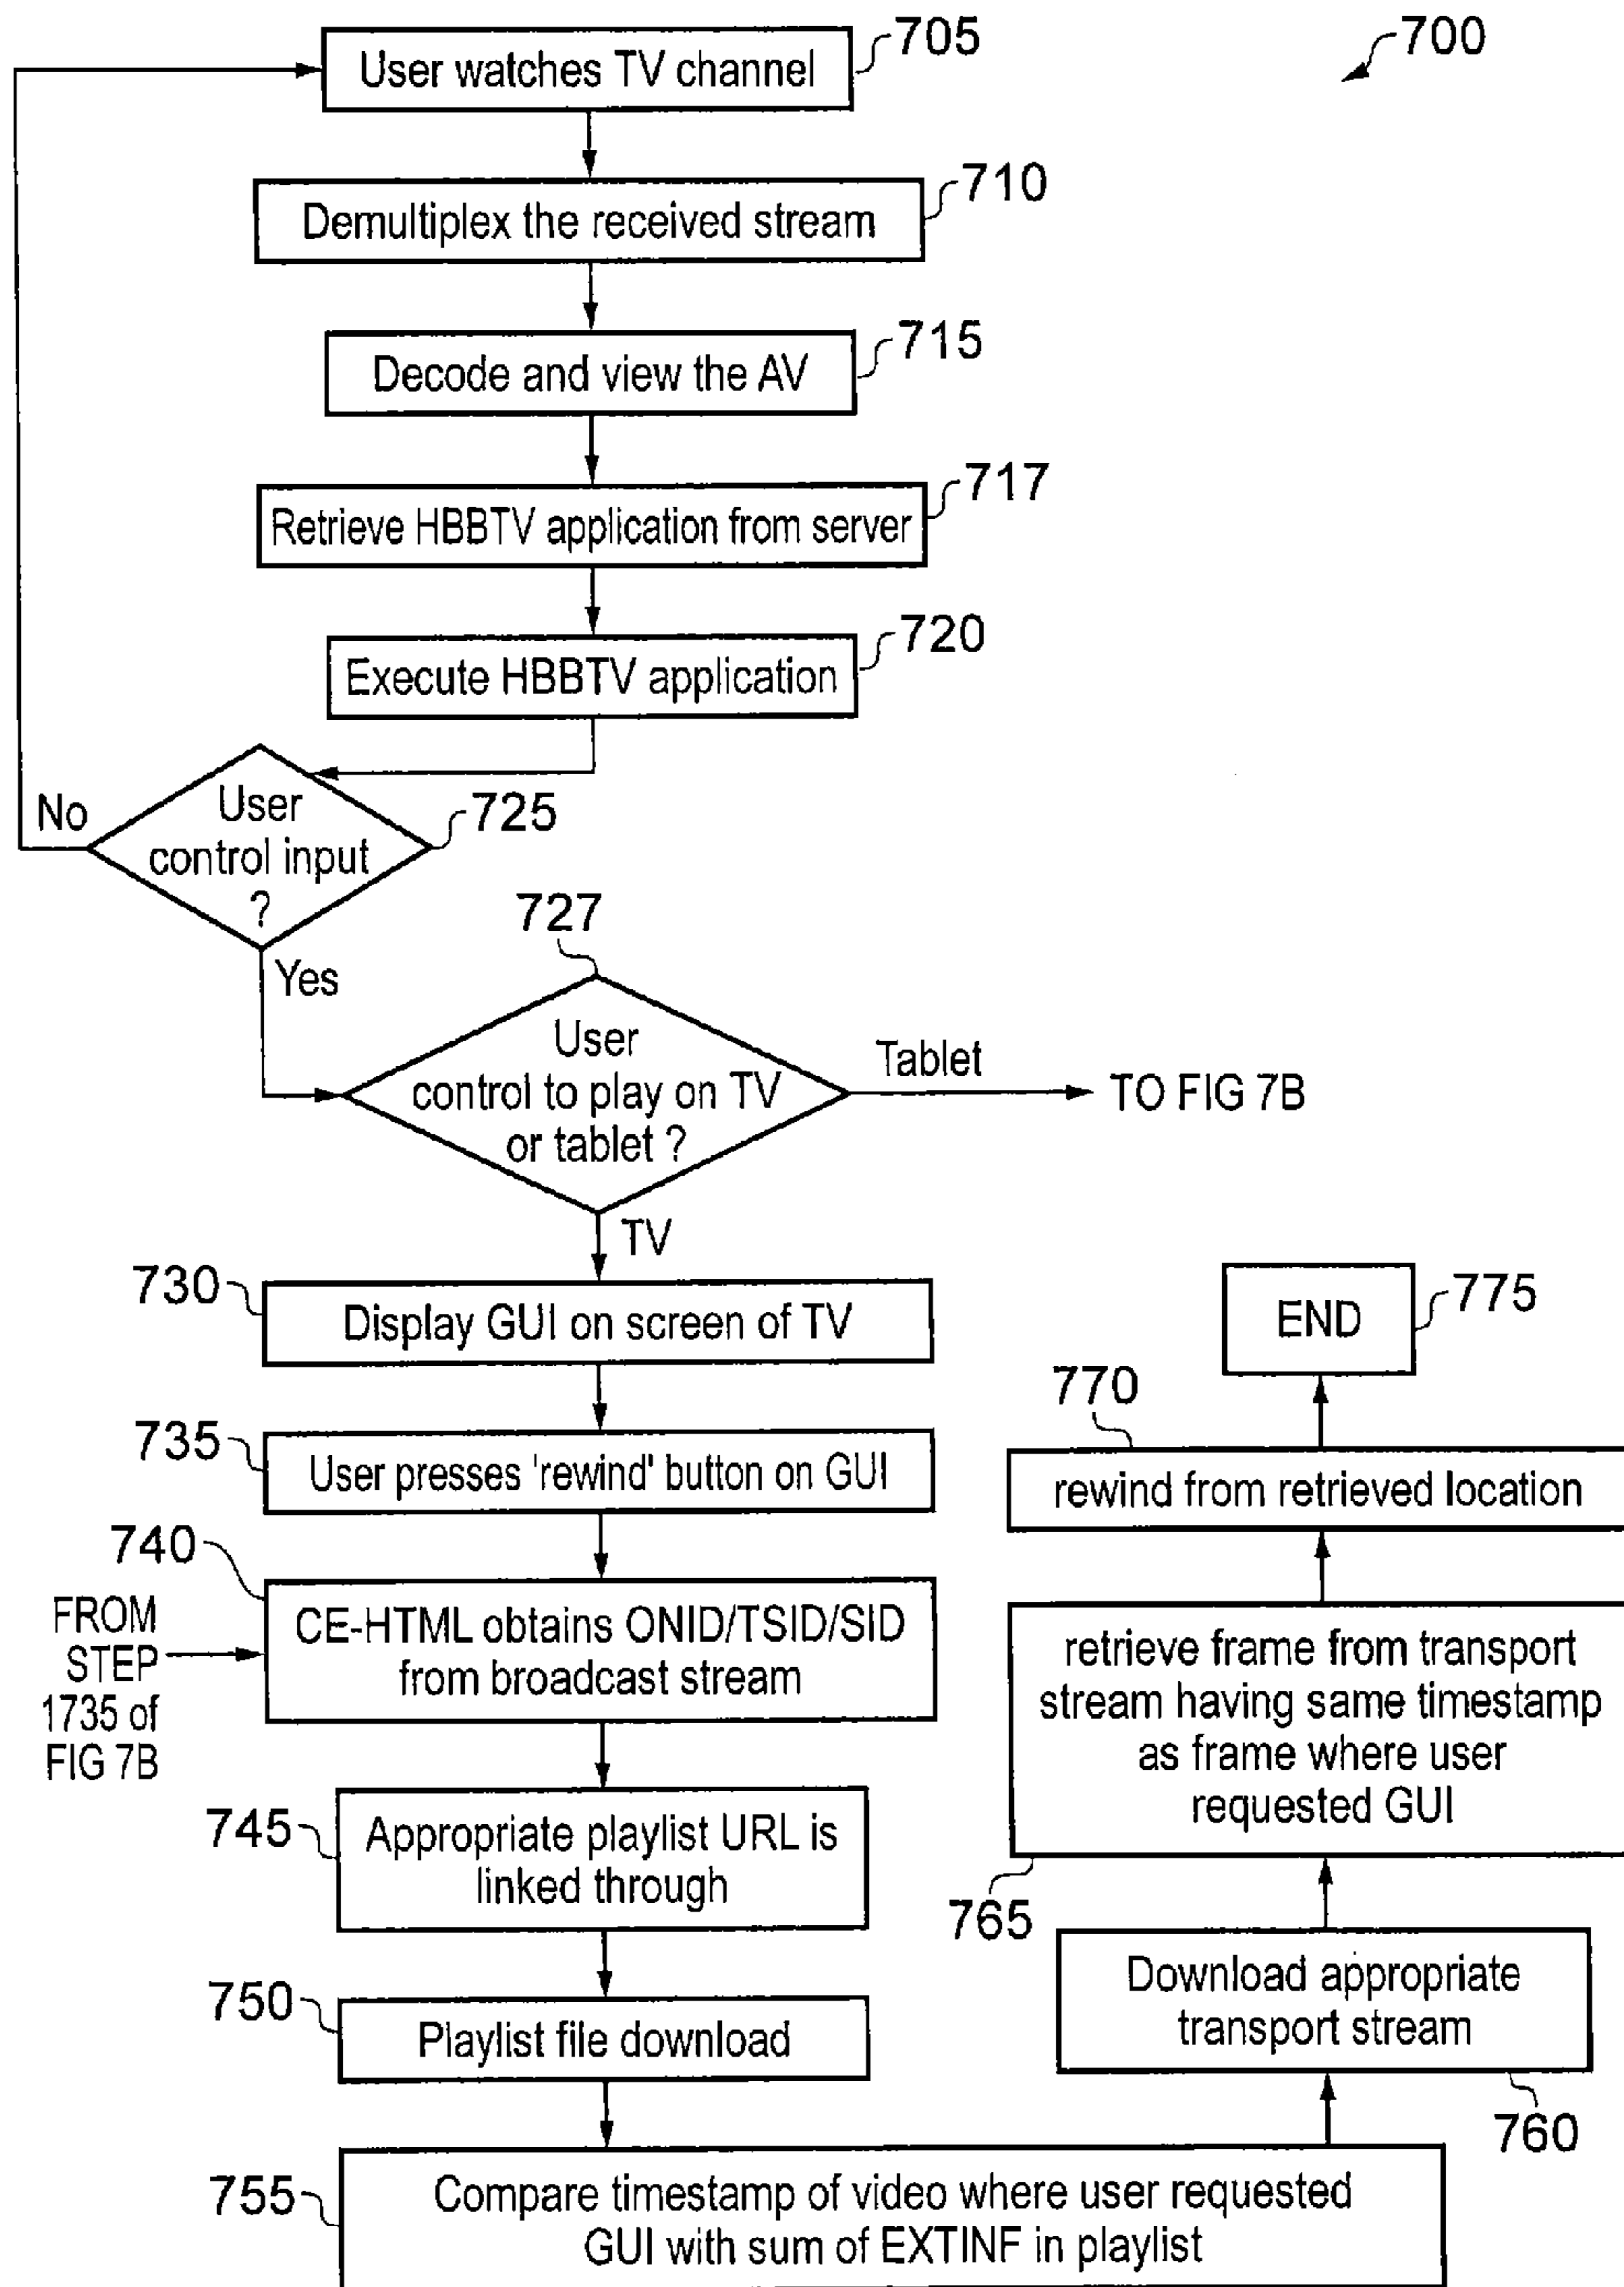 700
705
User watches TV channel
710
Demultiplex the received stream
715
Decode and view the AV
717
Retrieve HBBTV application from server
720
Execute HBBTV application
725
User
control input
?
No
Yes
727
User
control to play on TV
or tablet ?
Tablet
TO FIG 7B
TV
730
Display GUI on screen of TV
735
User presses 'rewind' button on GUI
740
FROM
STEP
1735 of
FIG 7B
CE-HTML obtains ONID/TSID/SID
from broadcast stream
745
Appropriate playlist URL is
linked through
750
Playlist file download
755
Compare timestamp of video where user requested
GUI with sum of EXTINF in playlist
760
Download appropriate
transport stream
765
retrieve frame from transport
stream having same timestamp
as frame where user
requested GUI
770
rewind from retrieved location
775
END